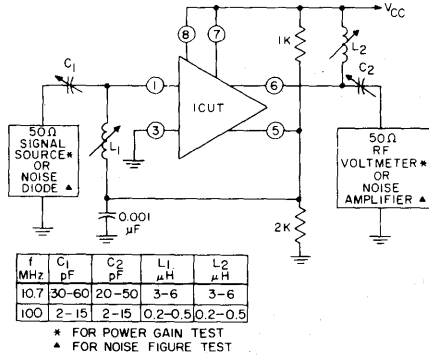 VCC
8
7
1K
L2
C1
C2
1
ICUT
6
3
5
L1
50Ω
SIGNAL
SOURCE*
OR
NOISE
DIODE ▲
50Ω
RF
VOLTMETER*
OR
NOISE
AMPLIFIER ▲
0.001
μF
2K
f MHz C1 pF C2 pF L1 μH L2 μH
10.7 30-60 20-50 3-6 3-6
100 2-15 2-15 0.2-0.5 0.2-0.5
* FOR POWER GAIN TEST
▲ FOR NOISE FIGURE TEST